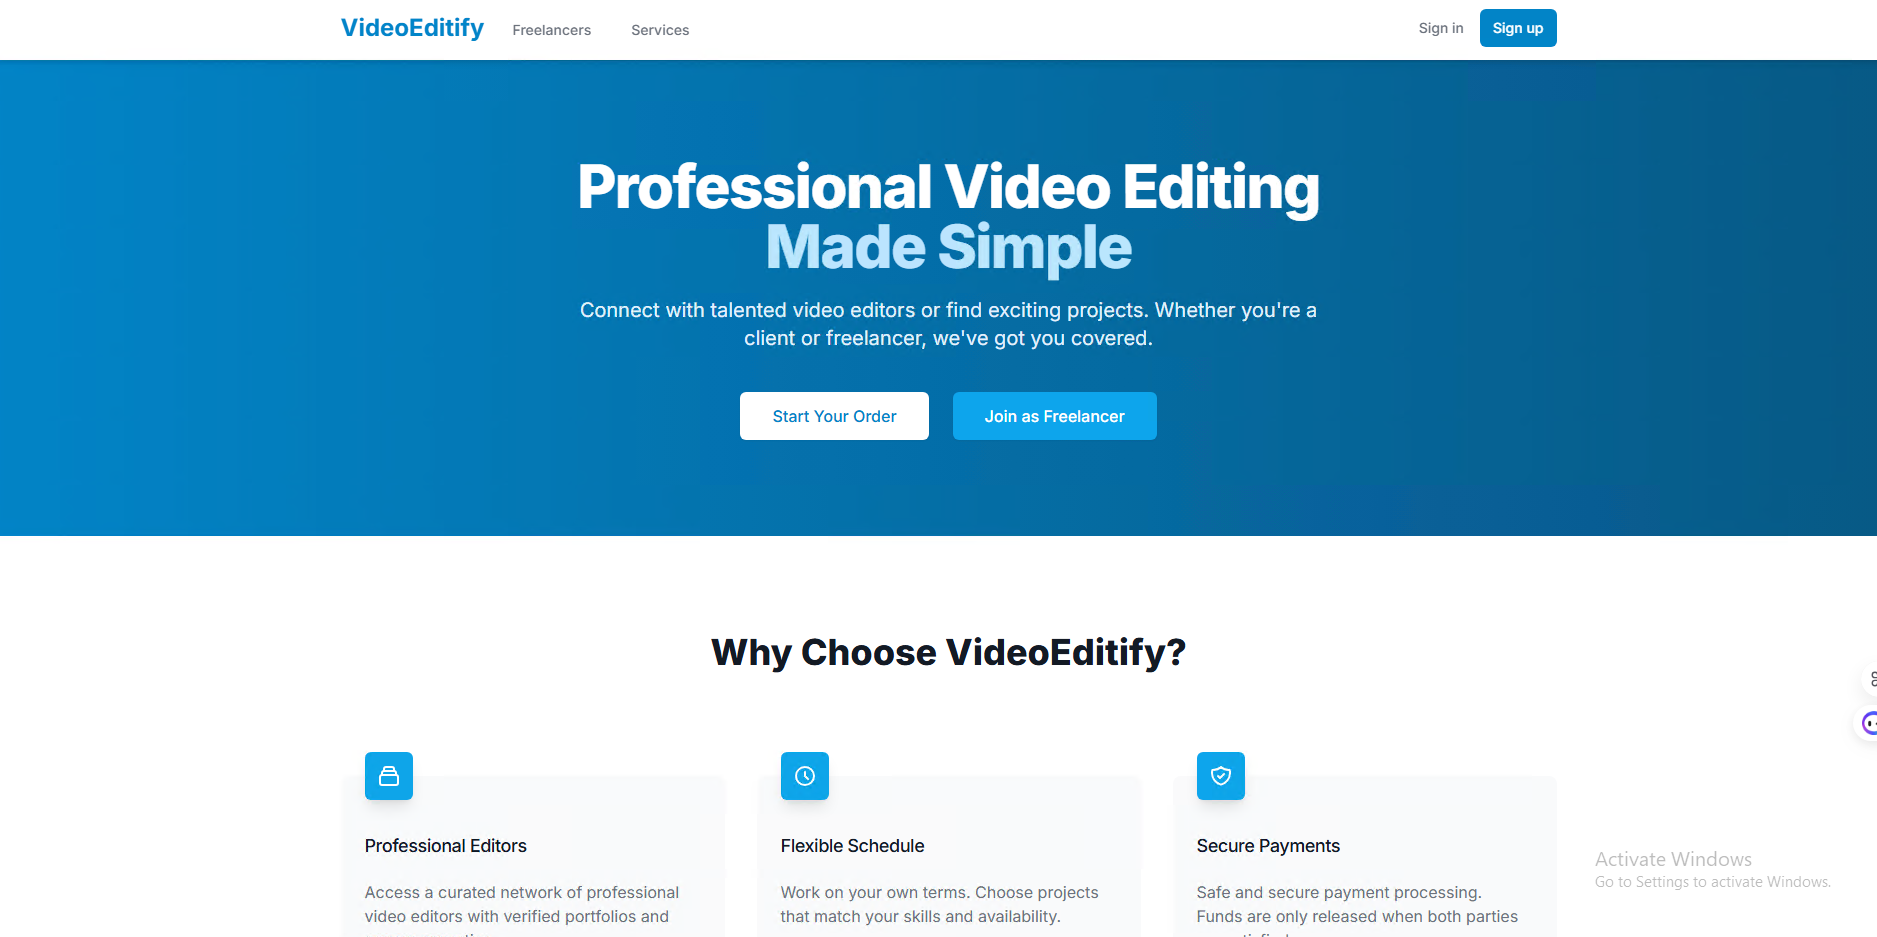 VideoEditify
Freelancers
Services
Sign in
Sign up
Professional Video Editing
Made Simple
Connect with talented video editors or find exciting projects. Whether you're a
client or freelancer, we've got you covered.
Start Your Order
Join as Freelancer
Why Choose VideoEditify?
Professional Editors
Access a curated network of professional
video editors with verified portfolios and
Flexible Schedule
Work on your own terms. Choose projects
that match your skills and availability.
Secure Payments
Safe and secure payment processing.
Funds are only released when both parties
Activate Windows
Go to Settings to activate Windows.